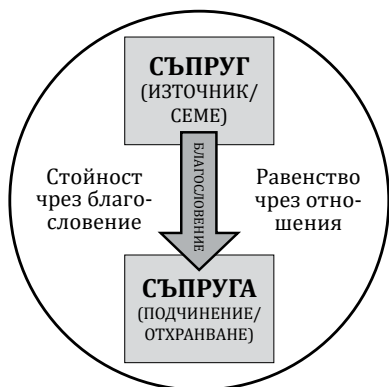 СЪПРУГ
(ИЗТОЧНИК/
СЕМЕ)
Стойност
чрез благо-
словение
БЛАГОСЛОВЕНИЕ
Равенство
чрез отно-
шения
СЪПРУГА
(ПОДЧИНЕНИЕ/
ОТХРАНВАНЕ)